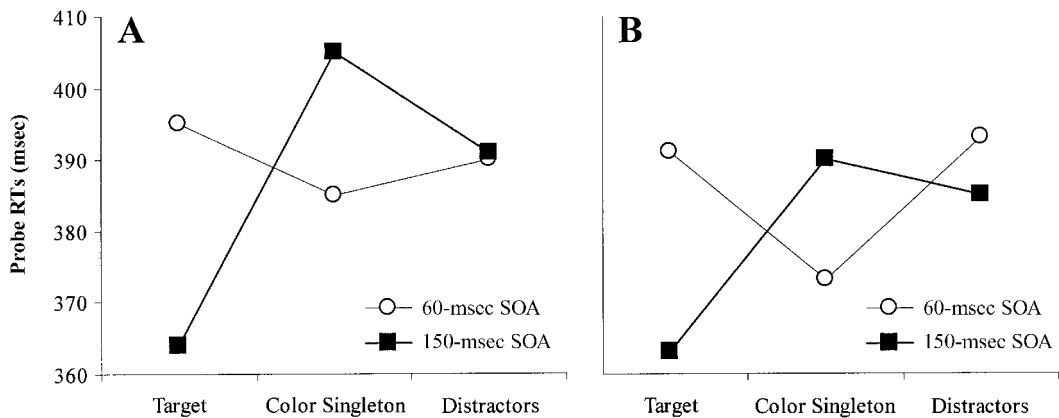 A
B
410
400
390
380
370
360
Probe RTs (msec)
60-msec SOA
150-msec SOA
60-msec SOA
150-msec SOA
Target Color Singleton Distractors
Target Color Singleton Distractors